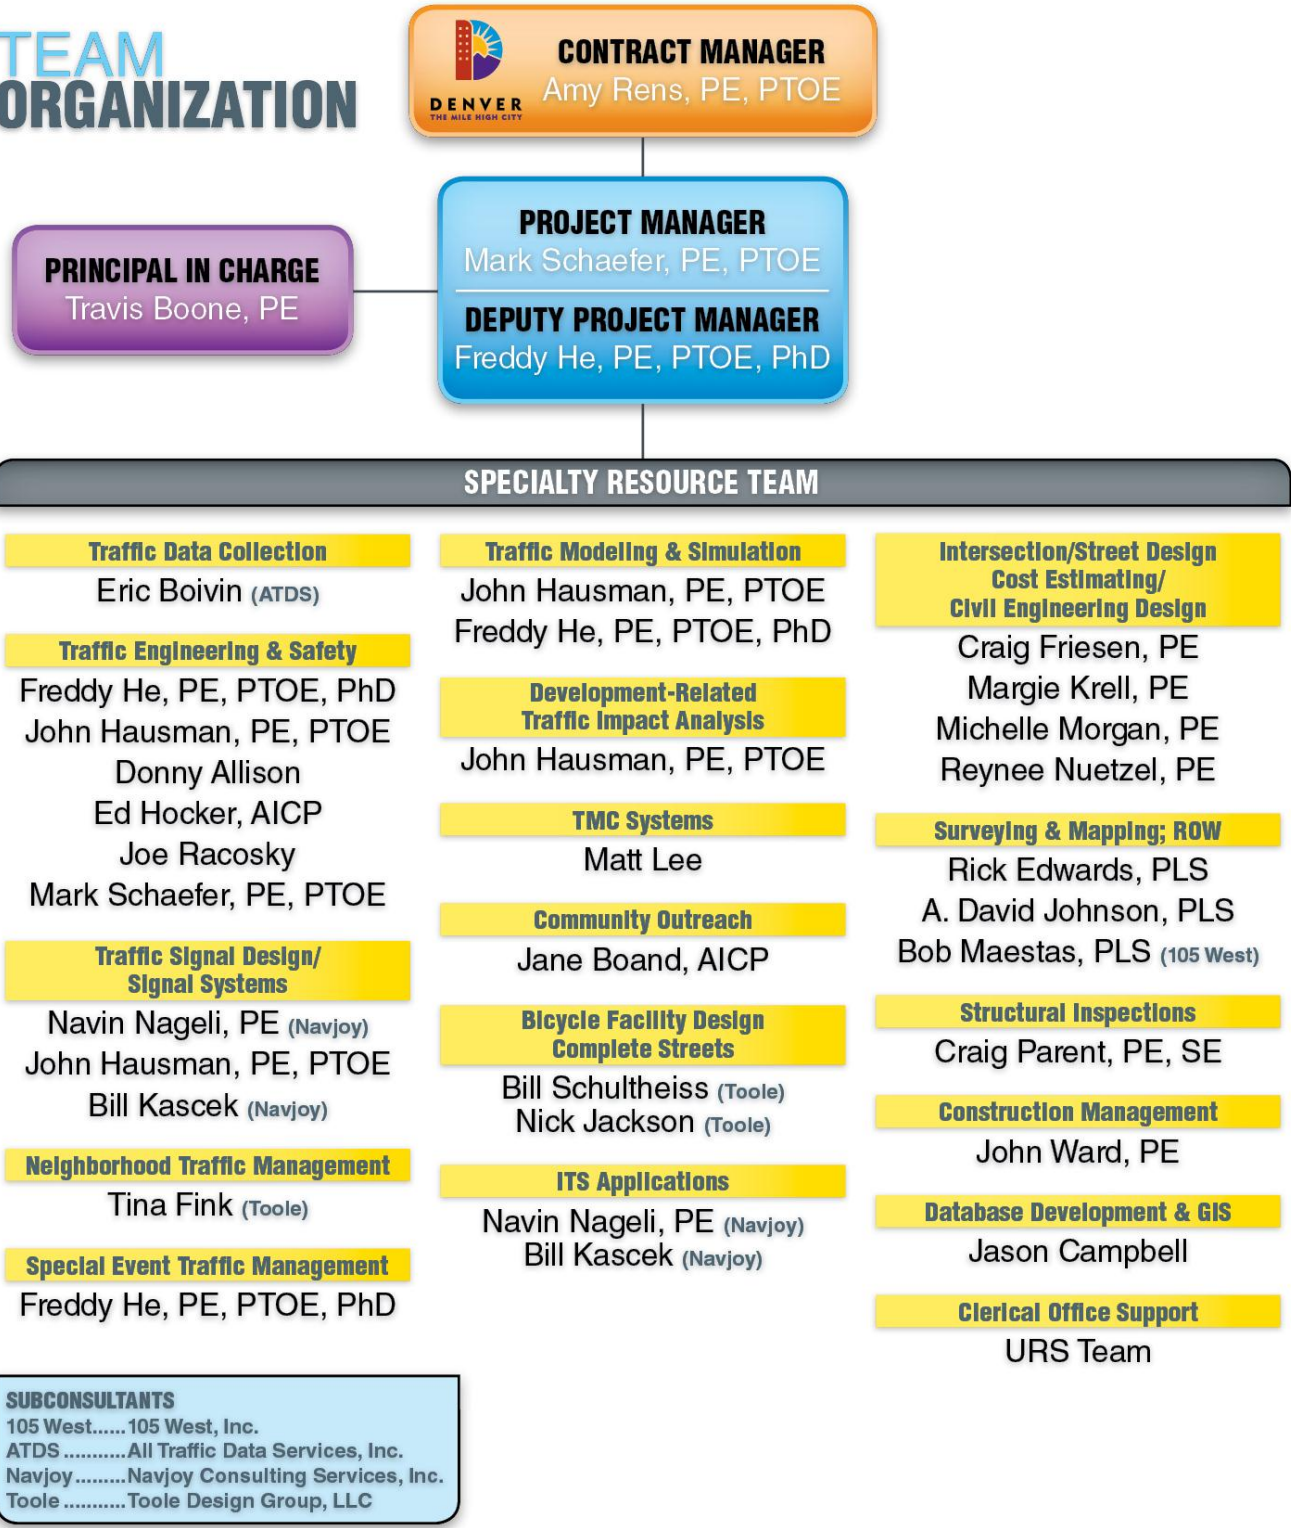 TEAM
ORGANIZATION
DENVER
THE MILE HIGH CITY
CONTRACT MANAGER
Amy Rens, PE, PTOE
PROJECT MANAGER
Mark Schaefer, PE, PTOE
DEPUTY PROJECT MANAGER
Freddy He, PE, PTOE, PhD
PRINCIPAL IN CHARGE
Travis Boone, PE
SPECIALTY RESOURCE TEAM
Traffic Data Collection
Eric Boivin (ATDS)
Traffic Engineering & Safety
Freddy He, PE, PTOE, PhD
John Hausman, PE, PTOE
Donny Allison
Ed Hocker, AICP
Joe Racosky
Mark Schaefer, PE, PTOE
Traffic Signal Design/
Signal Systems
Navin Nageli, PE (Navjoy)
John Hausman, PE, PTOE
Bill Kascek (Navjoy)
Neighborhood Traffic Management
Tina Fink (Toole)
Special Event Traffic Management
Freddy He, PE, PTOE, PhD
Traffic Modeling & Simulation
John Hausman, PE, PTOE
Freddy He, PE, PTOE, PhD
Development-Related
Traffic Impact Analysis
John Hausman, PE, PTOE
TMC Systems
Matt Lee
Community Outreach
Jane Boand, AICP
Bicycle Facility Design
Complete Streets
Bill Schultheiss (Toole)
Nick Jackson (Toole)
ITS Applications
Navin Nageli, PE (Navjoy)
Bill Kascek (Navjoy)
Intersection/Street Design
Cost Estimating/
Civil Engineering Design
Craig Friesen, PE
Margie Krell, PE
Michelle Morgan, PE
Reynee Nuetzel, PE
Surveying & Mapping; ROW
Rick Edwards, PLS
A. David Johnson, PLS
Bob Maestas, PLS (105 West)
Structural Inspections
Craig Parent, PE, SE
Construction Management
John Ward, PE
Database Development & GIS
Jason Campbell
Clerical Office Support
URS Team
SUBCONSULTANTS
105 West......105 West, Inc.
ATDS ...........All Traffic Data Services, Inc.
Navjoy.........Navjoy Consulting Services, Inc.
Toole ...........Toole Design Group, LLC